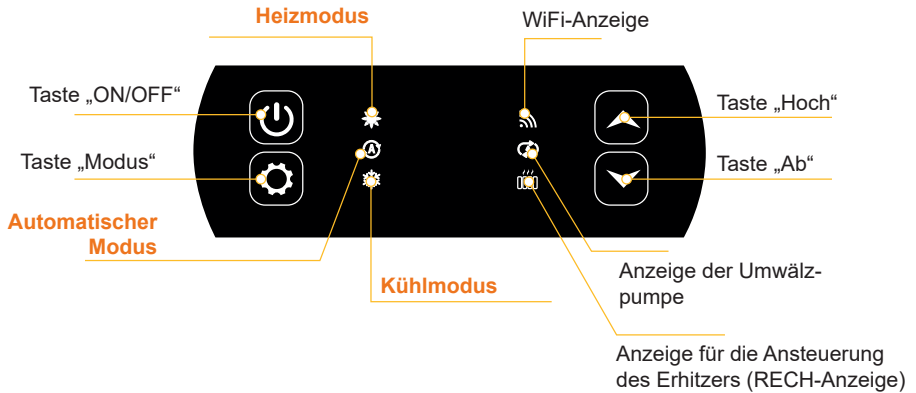 Heizmodus
WiFi-Anzeige
Taste „ON/OFF“
Taste „Hoch“
A
Taste „Modus“
Taste „Ab“
Automatischer
Modus
Kühlmodus
Anzeige der Umwälz-
pumpe
Anzeige für die Ansteuerung
des Erhitzers (RECH-Anzeige)